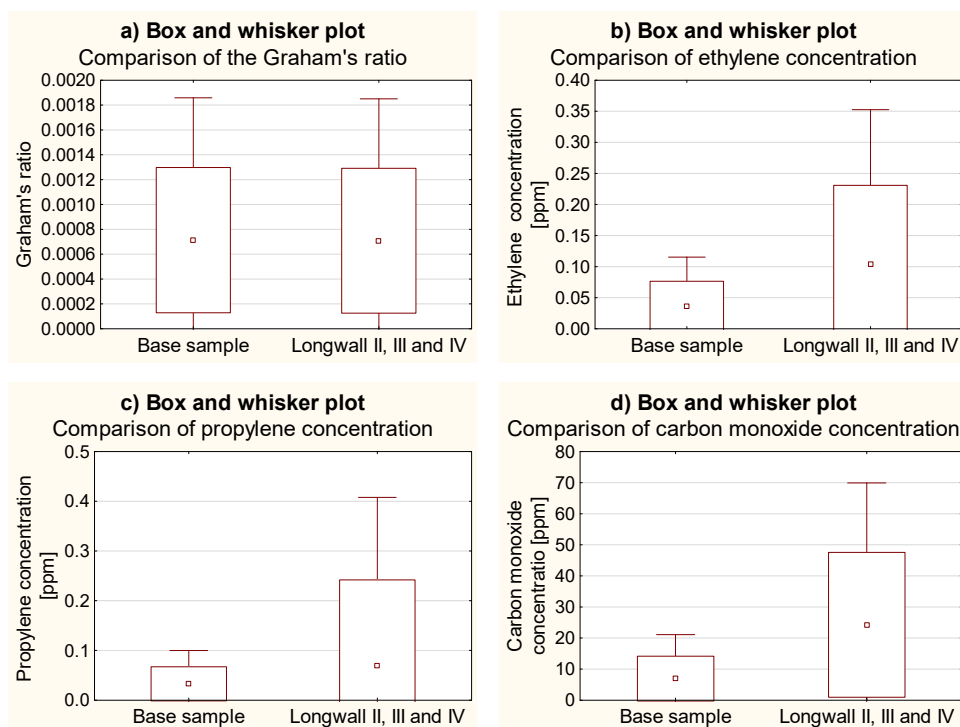 a) Box and whisker plot
Comparison of the Graham's ratio
Graham's ratio
0.0020
0.0018
0.0016
0.0014
0.0012
0.0010
0.0008
0.0006
0.0004
0.0002
0.0000
Base sample
Longwall II, III and IV
b) Box and whisker plot
Comparison of ethylene concentration
Ethylene concentration
[ppm]
0.40
0.35
0.30
0.25
0.20
0.15
0.10
0.05
0.00
Base sample
Longwall II, III and IV
c) Box and whisker plot
Comparison of propylene concentration
Propylene concentration
[ppm]
0.5
0.4
0.3
0.2
0.1
0.0
Base sample
Longwall II, III and IV
d) Box and whisker plot
Comparison of carbon monoxide concentration
Carbon monoxide
concentratio [ppm]
80
70
60
50
40
30
20
10
0
Base sample
Longwall II, III and IV